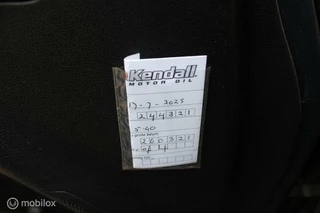 Kendall
MOTOR OIL
17-7-2023
244321
5-40
260321
© mobilox